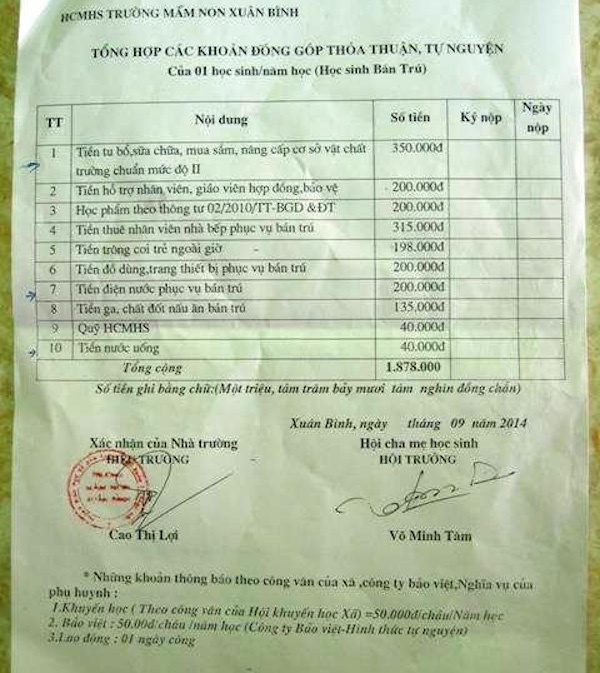 HCMHS TRƯỜNG MẦM NON XUÂN BÌNH
TỔNG HỢP CÁC KHOẢN ĐÓNG GÓP THỎA THUẬN, TỰ NGUYỆN
Của 01 học sinh/năm học (Học sinh Bán Trú)
TT Nội dung Số tiền Ký nộp Ngày nộp
1 Tiền tu bổ,sữa chữa, mua sắm, nâng cấp cơ sở vật chất 350.000đ
trường chuẩn mức độ II
2 Tiền hỗ trợ nhân viên, giáo viên hợp đồng,bảo vệ 200.000đ
3 Học phẩm theo thông tư 02/2010/TT-BGD &ĐT 200.000đ
4 Tiền thuê nhân viên nhà bếp phục vụ bán trú 315.000đ
5 Tiền trông coi trẻ ngoài giờ 198.000đ
6 Tiền đồ dùng,trang thiết bị phục vụ bán trú 200.000đ
7 Tiền điện nước phục vụ bán trú 200.000đ
8 Tiền ga, chất đốt nấu ăn bán trú 135.000đ
9 Quỹ HCMHS 40.000đ
10 Tiền nước uống 40.000đ
Tổng cộng 1.878.000
Số tiền ghi bằng chữ:(Một triệu, tám trăm bảy mươi tám nghìn đồng chẵn)
Xuân Bình, ngày tháng 09 năm 2014
Xác nhận của Nhà trường Hội cha mẹ học sinh
HIỆU TRƯỞNG HỘI TRƯỞNG
Cao Thị Lợi Võ Minh Tâm
* Những khoản thông báo theo công văn của xã ,công ty bảo việt,Nghĩa vụ của
phụ huynh :
1.Khuyến học ( Theo công văn của Hội khuyến học Xã) =50.000đ/cháu/Năm học
2. Bảo việt : 50.00đ/cháu /năm học (Công ty Bảo việt-Hình thức tự nguyện)
3.Lao động : 01 ngày công